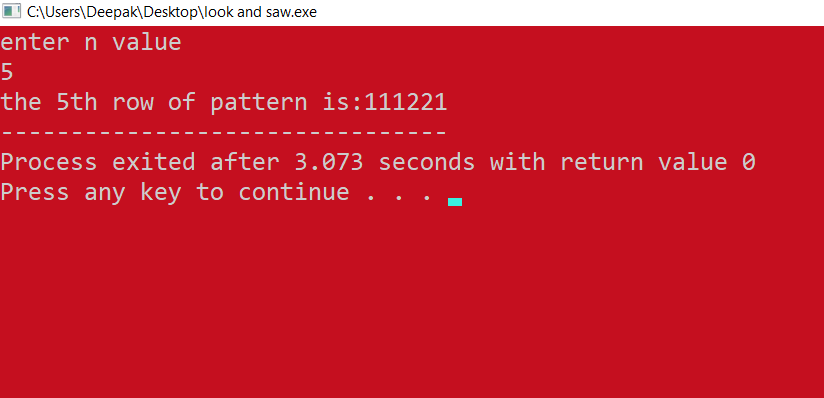 C:\Users\Deepak\Desktop\look and saw.exe
enter n value
5
the 5th row of pattern is:111221
--------------------------------
Process exited after 3.073 seconds with return value 0
Press any key to continue . . .